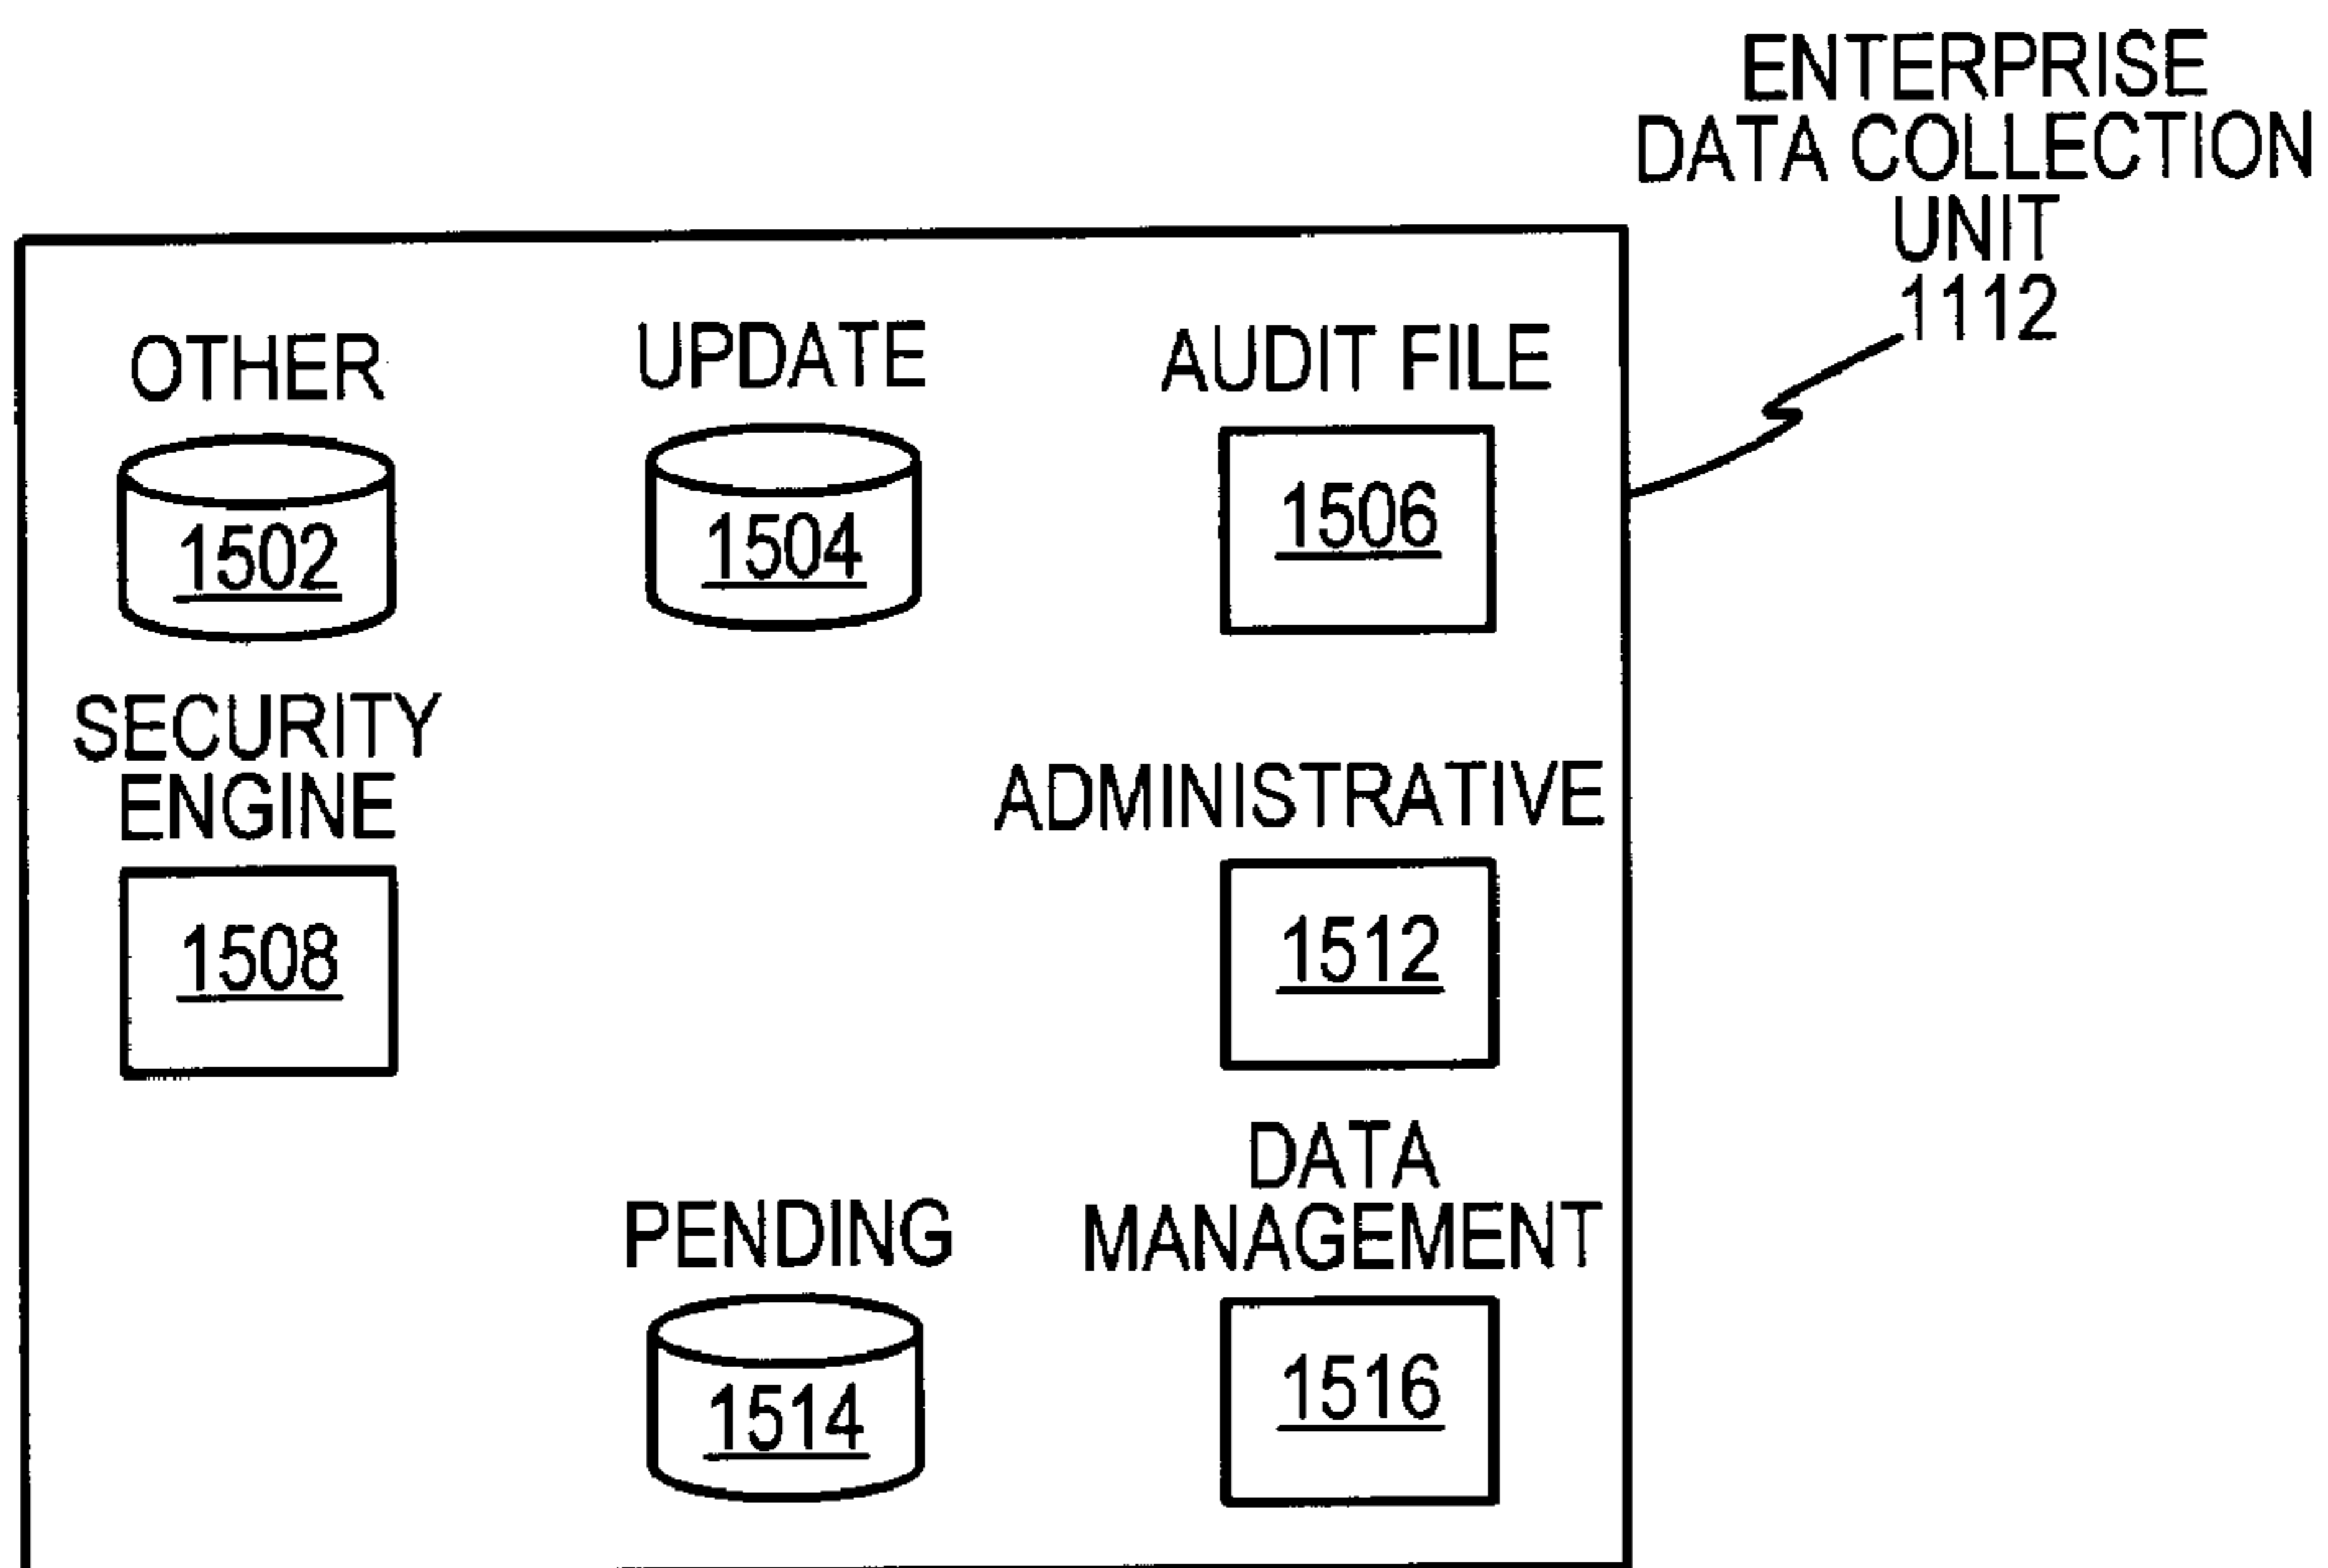 ENTERPRISE
DATA COLLECTION
UNIT
1112
OTHER
UPDATE
AUDIT FILE
1502
1504
1506
SECURITY
ENGINE
ADMINISTRATIVE
1508
1512
PENDING
DATA
MANAGEMENT
1514
1516